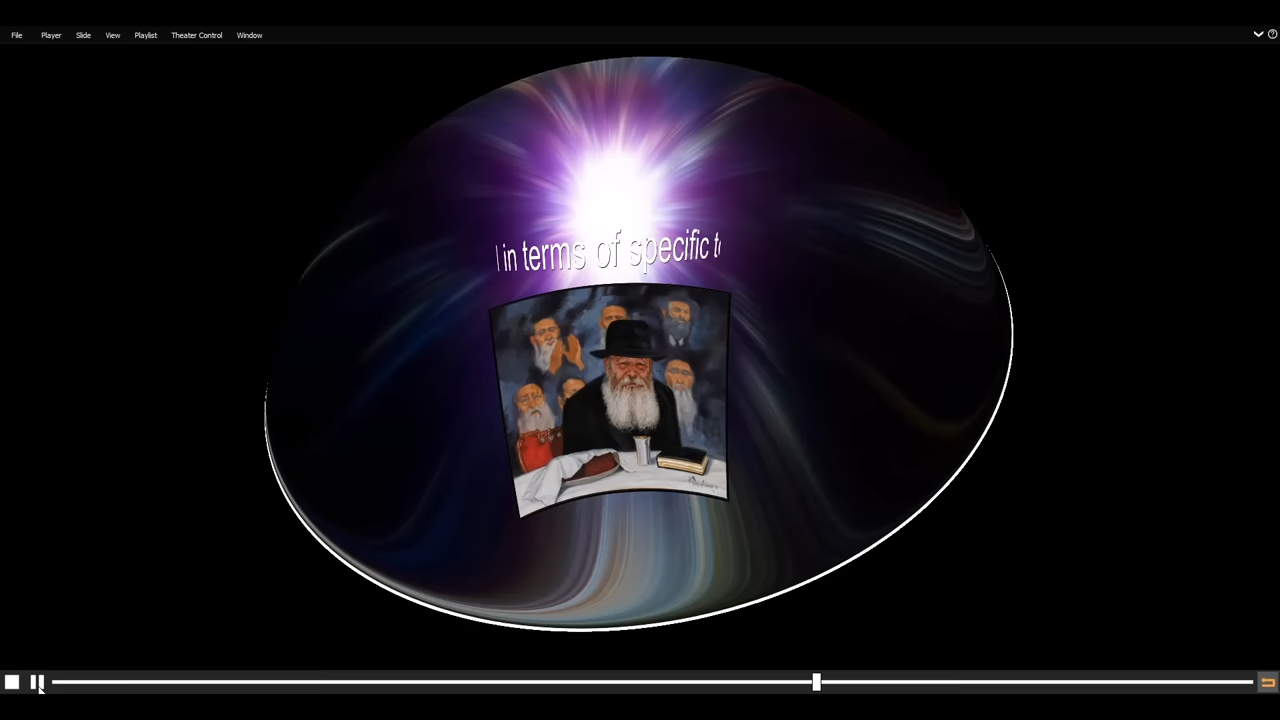 File Player Slide View Playlist Theater Control Window
in terms of specific